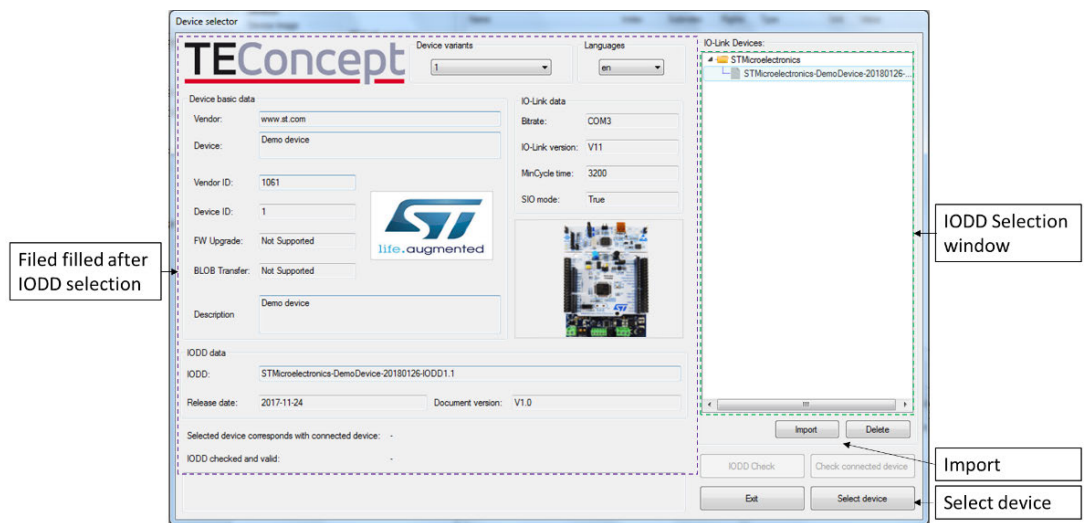 Device selector
TEConcept
Device variants
1
Languages
en
IO-Link Devices:
STMicroelectronics
STMicroelectronics-DemoDevice-20180126-...
Device basic data
Vendor: www.st.com
Device: Demo device
Vendor ID: 1061
Device ID: 1
FW Upgrade: Not Supported
BLOB Transfer: Not Supported
Description Demo device
life.augmented
IO-Link data
Bitrate: COM3
IO-Link version: V11
MinCycle time: 3200
SIO mode: True
IODD data
IODD: STMicroelectronics-DemoDevice-20180126-IODD1.1
Release date: 2017-11-24 Document version: V1.0
Selected device corresponds with connected device: -
IODD checked and valid: -
Import Delete
IODD Check Check connected device
Exit Select device
Filed filled after
IODD selection
IODD Selection
window
Import
Select device